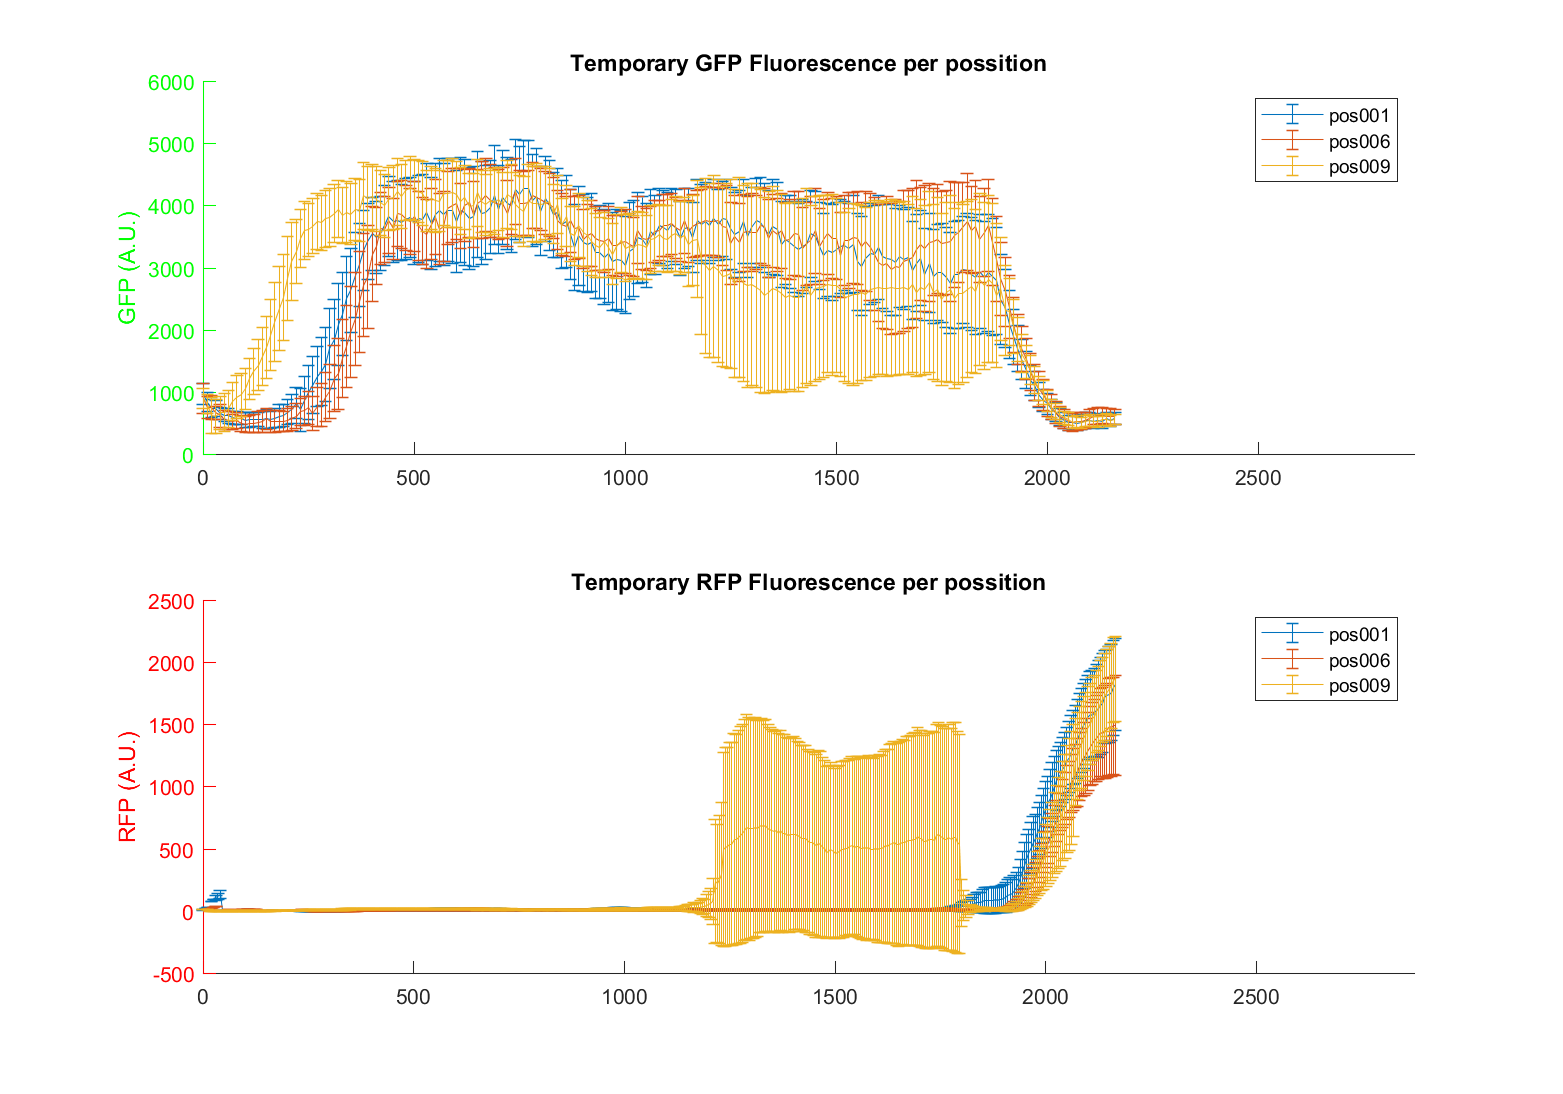 Temporary GFP Fluorescence per possition
6000
5000
4000
3000
2000
1000
0
GFP (A.U.)
0 500 1000 1500 2000 2500
pos001
pos006
pos009
Temporary RFP Fluorescence per possition
2500
2000
1500
1000
500
0
-500
RFP (A.U.)
0 500 1000 1500 2000 2500
pos001
pos006
pos009